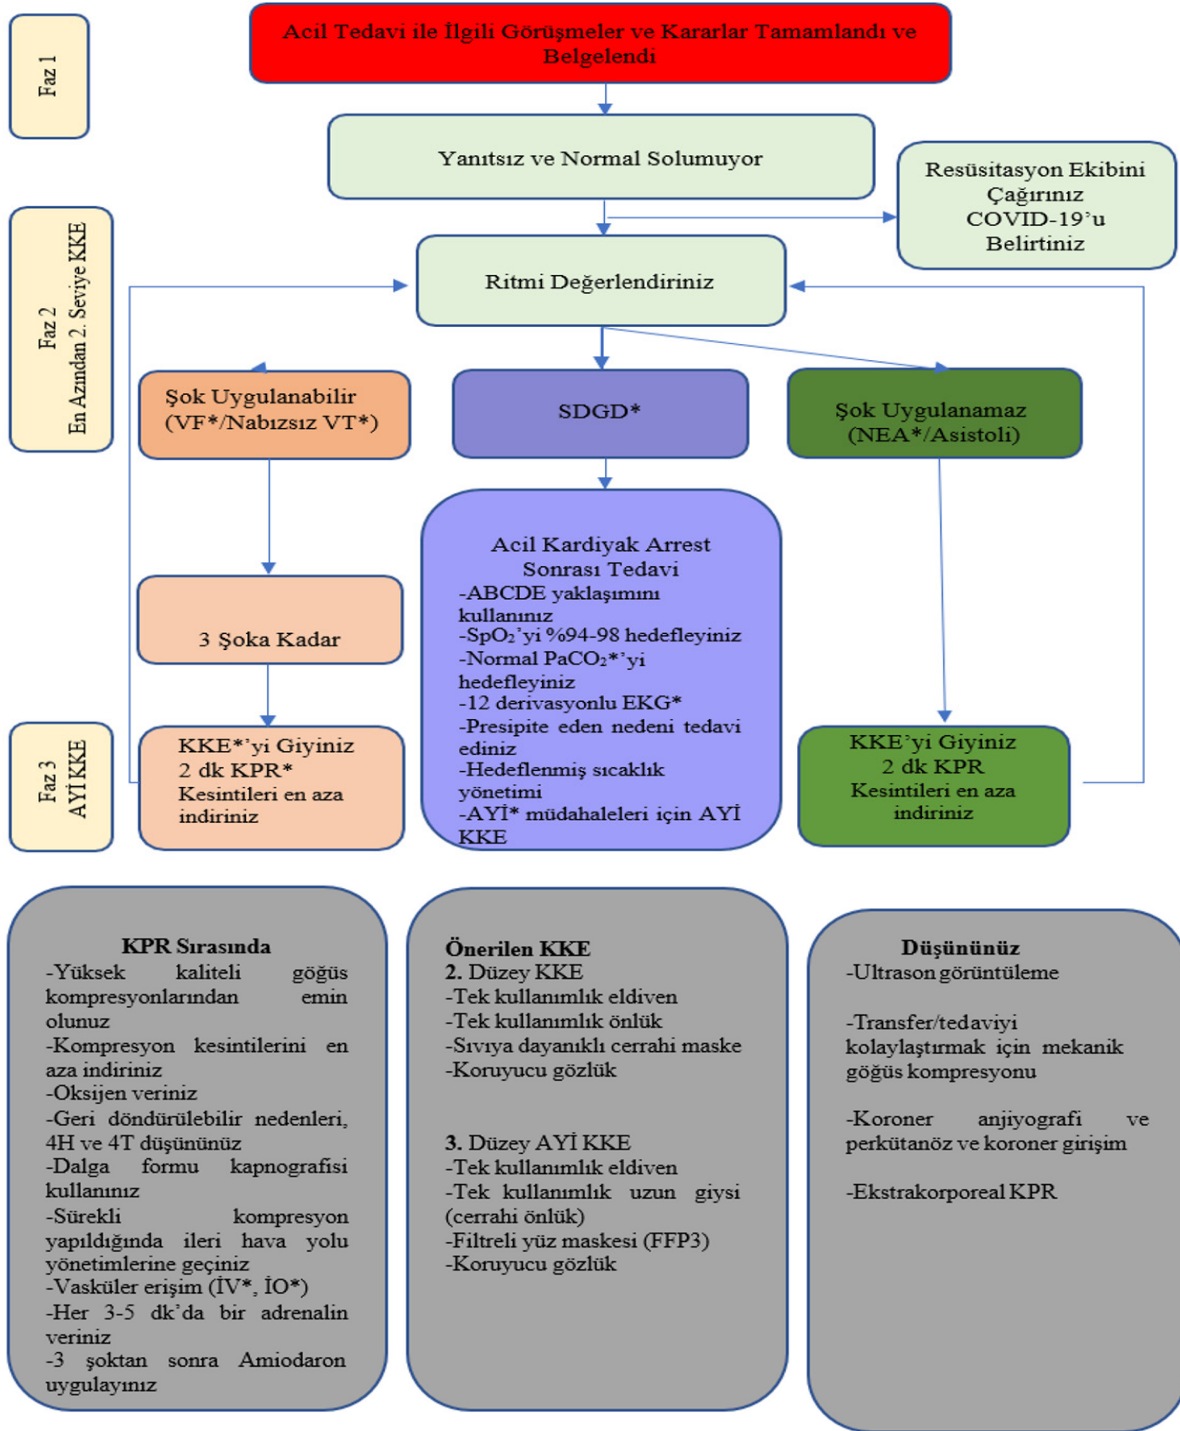 Faz 1
Acil Tedavi ile İlgili Görüşmeler ve Kararlar Tamamlandı ve
Belgelendi
Yanıtsız ve Normal Solumuyor
Resüsitasyon Ekibini
Çağırınız
COVID-19’u
Belirtiniz
Faz 2
En Azından 2. Seviye KKE
Ritmi Değerlendiriniz
Şok Uygulanabilir
(VF*/Nabızsız VT*)
SDGD*
Şok Uygulanamaz
(NEA*/Asistoli)
3 Şoka Kadar
Acil Kardiyak Arrest
Sonrası Tedavi
-ABCDE yaklaşımını
kullanınız
-SpO₂’yi %94-98 hedefleyiniz
-Normal PaCO₂*’yi
hedefleyiniz
-12 derivasyonlu EKG*
-Presipite eden nedeni tedavi
ediniz
-Hedeflenmiş sıcaklık
yönetimi
-AYİ* müdahaleleri için AYİ
KKE
Faz 3
AYİ KKE
KKE*’yi Giyiniz
2 dk KPR*
Kesintileri en aza
indiriniz
KKE’yi Giyiniz
2 dk KPR
Kesintileri en aza
indiriniz
KPR Sırasında
-Yüksek kaliteli göğüs
kompresyonlarından emin
olunuz
-Kompresyon kesintilerini en
aza indiriniz
-Oksijen veriniz
-Geri döndürülebilir nedenleri,
4H ve 4T düşününüz
-Dalga formu kapnografisi
kullanınız
-Sürekli kompresyon
yapıldığında ileri hava yolu
yönetimlerine geçiniz
-Vasküler erişim (İV*, İO*)
-Her 3-5 dk’da bir adrenalin
veriniz
-3 şoktan sonra Amiodaron
uygulayınız
Önerilen KKE
2. Düzey KKE
-Tek kullanımlık eldiven
-Tek kullanımlık önlük
-Sıvıya dayanıklı cerrahi maske
-Koruyucu gözlük
3. Düzey AYİ KKE
-Tek kullanımlık eldiven
-Tek kullanımlık uzun giysi
(cerrahi önlük)
-Filtreli yüz maskesi (FFP3)
-Koruyucu gözlük
Düşününüz
-Ultrason görüntüleme
-Transfer/tedaviyi
kolaylaştırmak için mekanik
göğüs kompresyonu
-Koroner anjiyografi ve
perkütanöz ve koroner girişim
-Ekstrakorporeal KPR